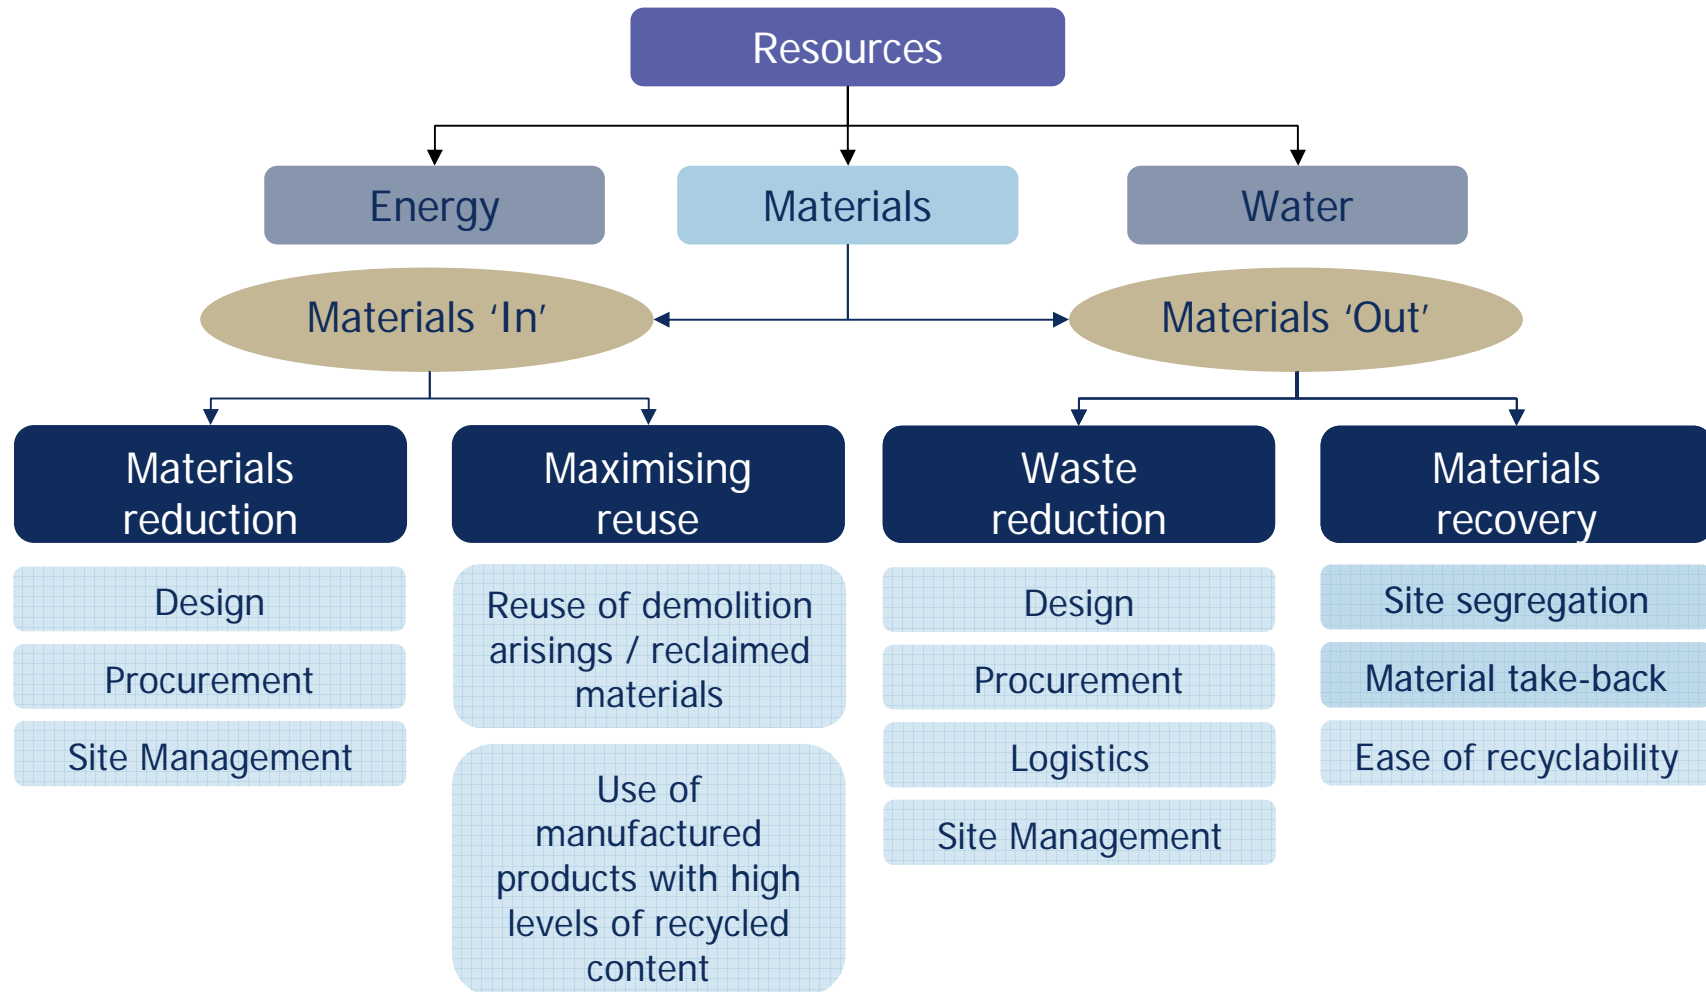 Resources
Energy
Materials
Water
Materials ‘In’
Materials ‘Out’
Materials
reduction
Maximising
reuse
Waste
reduction
Materials
recovery
Design
Procurement
Site Management
Reuse of demolition
arisings / reclaimed
materials
Use of
manufactured
products with high
levels of recycled
content
Design
Procurement
Logistics
Site Management
Site segregation
Material take-back
Ease of recyclability